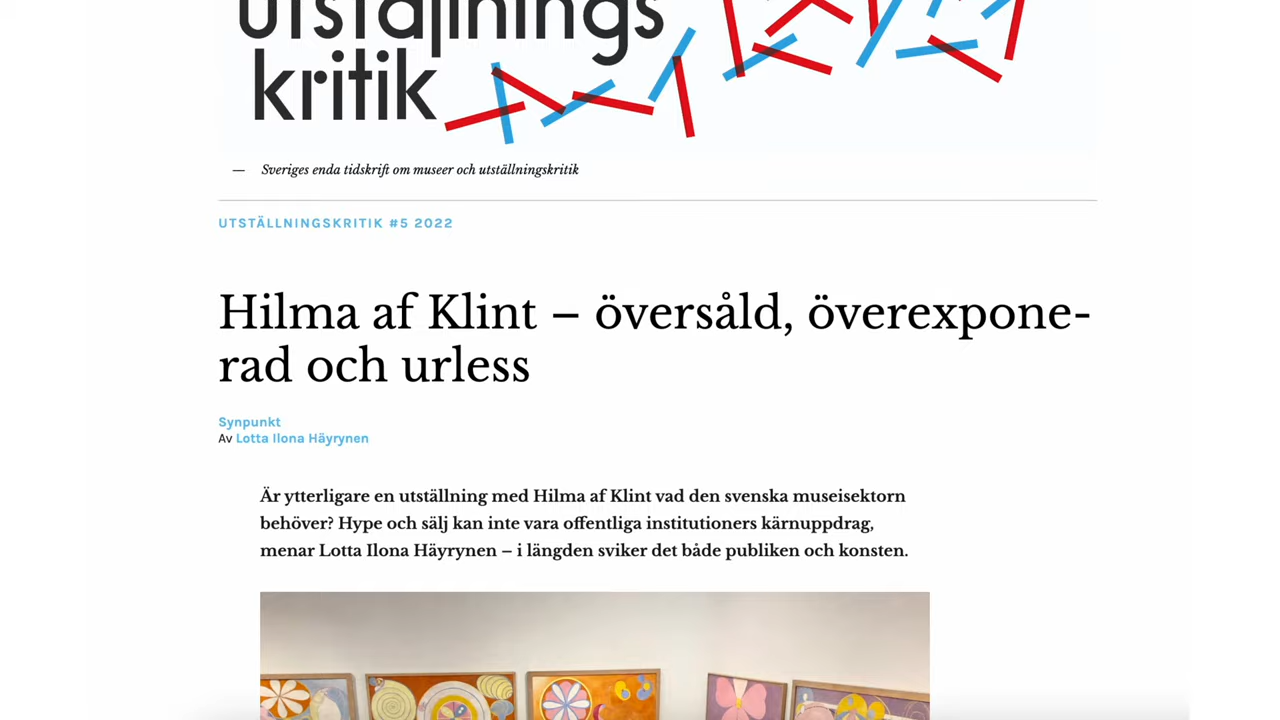 utställnings
kritik
— Sveriges enda tidskrift om museer och utställningskritik
UTSTÄLLNINGSKRITIK #5 2022
Hilma af Klint – översåld, överexpone-
rad och urless
Synpunkt
Av Lotta Ilona Häyrynen
Är ytterligare en utställning med Hilma af Klint vad den svenska museisektorn
behöver? Hype och sälj kan inte vara offentliga institutioners kärnuppdrag,
menar Lotta Ilona Häyrynen – i längden sviker det både publiken och konsten.